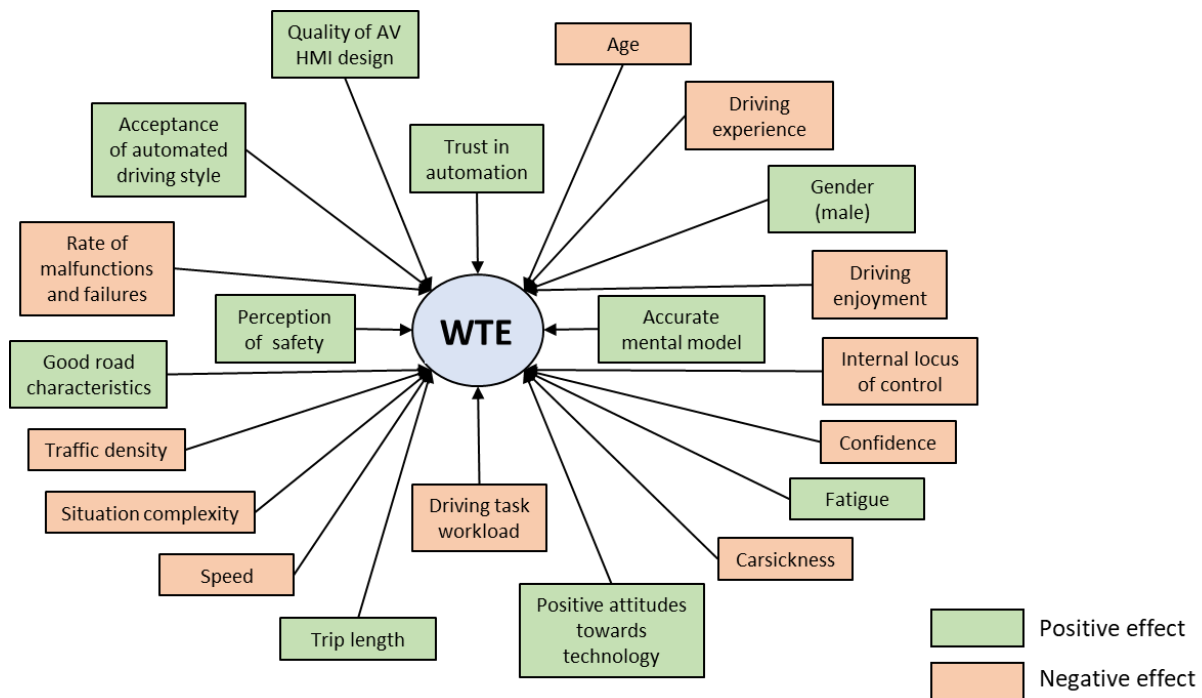 Quality of AV
HMI design
Age
Driving
experience
Acceptance
of automated
driving style
Trust in
automation
Gender
(male)
Rate of
malfunctions
and failures
Driving
enjoyment
Perception
of safety
WTE
Accurate
mental model
Good road
characteristics
Internal locus
of control
Traffic density
Confidence
Situation complexity
Driving task
workload
Fatigue
Speed
Carsickness
Trip length
Positive attitudes
towards
technology
Positive effect
Negative effect